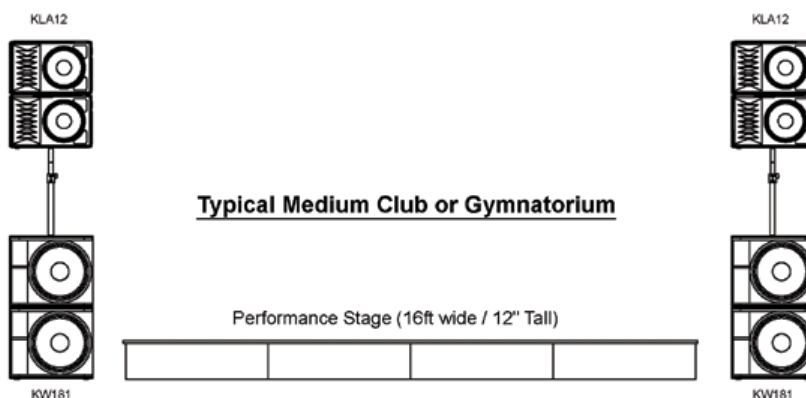 KLA12
KLA12
Typical Medium Club or Gymnatorium
Performance Stage (16ft wide / 12" Tall)
KW181
KW181